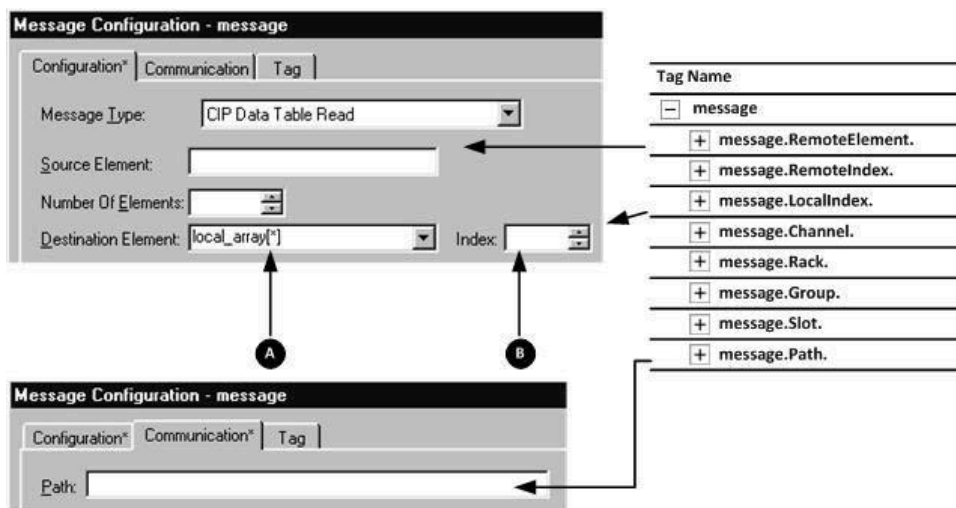 Message Configuration - message
Configuration* Communication Tag
Message Type: CIP Data Table Read
Source Element:
Number Of Elements:
Destination Element: local_array[*] Index:
A B
Tag Name
message
message.RemoteElement.
message.RemoteIndex.
message.LocalIndex.
message.Channel.
message.Rack.
message.Group.
message.Slot.
message.Path.
Message Configuration - message
Configuration* Communication* Tag
Path: